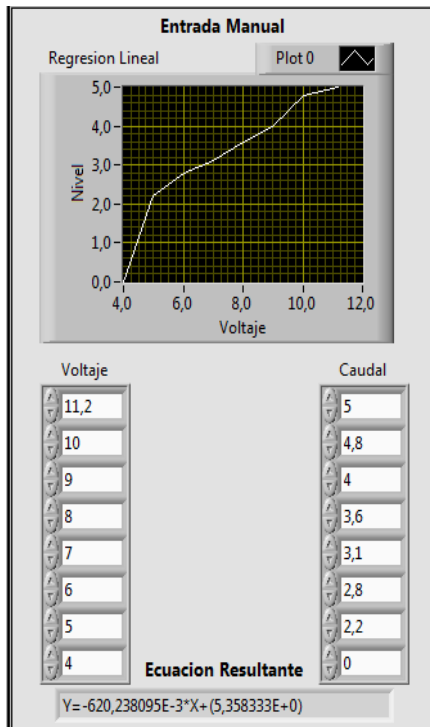 Entrada Manual
Regresion Lineal
Plot 0
5,0
4,0
3,0
2,0
1,0
0,0
Nivel
4,0 6,0 8,0 10,0 12,0
Voltaje
Voltaje Caudal
11,2 5
10 4,8
9 4
8 3,6
7 3,1
6 2,8
5 2,2
4 0
Ecuacion Resultante
Y=-620,238095E-3*X+(5,358333E+0)